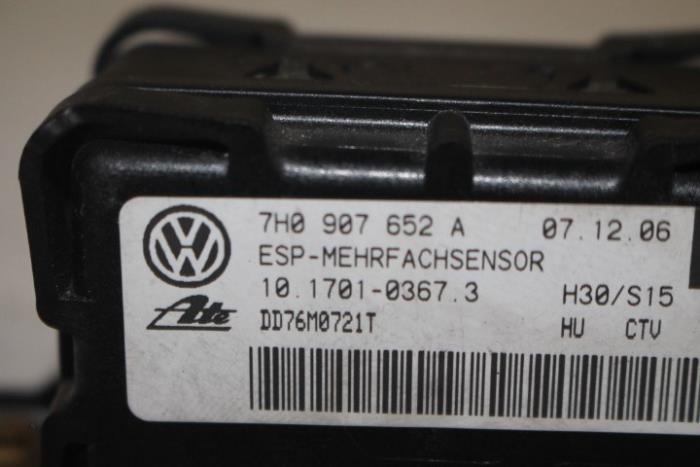 7H0 907 652 A 07.12.06
ESP-MEHRFACHSENSOR
10.1701-0367.3 H30/S15
Ate DD76M0721T HU CTV